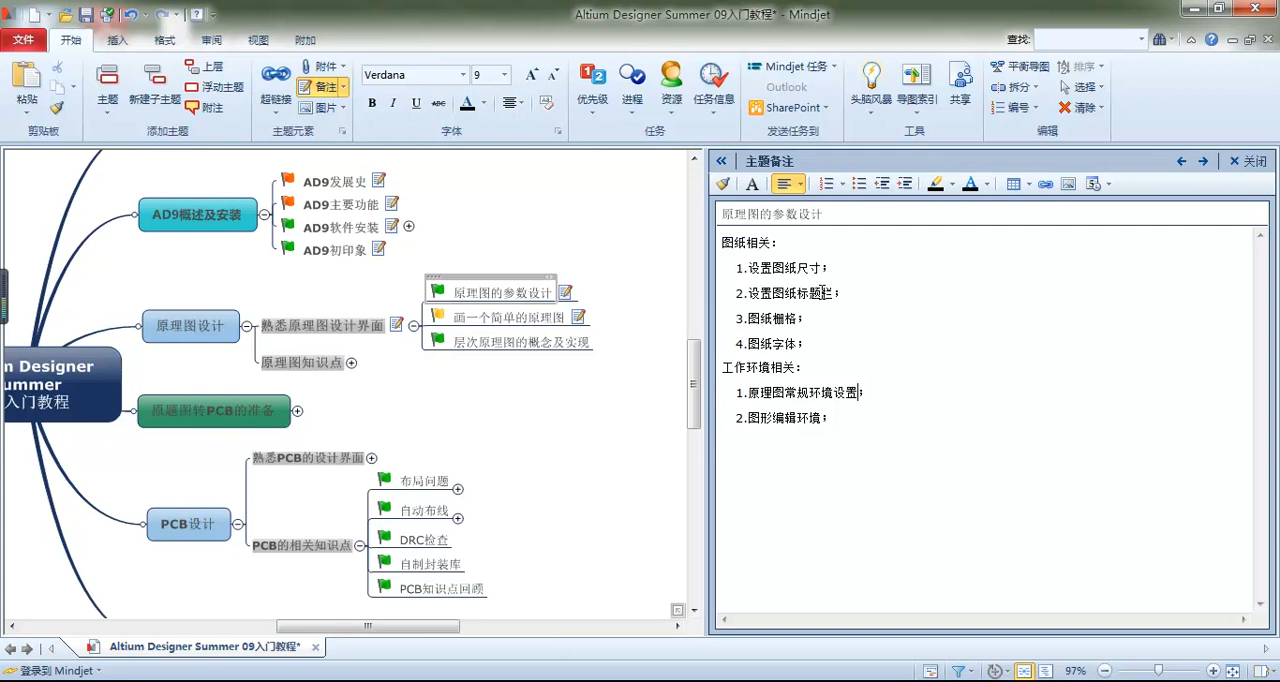 Altium Designer Summer 09入门教程* - Mindjet
文件 开始 插入 格式 审阅 视图 附加 查找:
粘贴
剪贴板
主题 新建子主题 上层 浮动主题 附注
添加主题
超链接 附件 备注 图片
主题元素
Verdana 9
B I U ABC A
字体
优先级 进程 资源 任务信息
任务
Mindjet 任务
Outlook
SharePoint
发送任务到
头脑风暴 导图索引 共享
工具
平衡导图 排序
拆分 选择
编号 清除
编辑
AD9概述及安装
AD9发展史
AD9主要功能
AD9软件安装
AD9初印象
原理图设计
熟悉原理图设计界面
原理图的参数设计
画一个简单的原理图
层次原理图的概念及实现
原理图知识点
m Designer
ummer
入门教程
原题图转PCB的准备
PCB设计
熟悉PCB的设计界面
PCB的相关知识点
布局问题
自动布线
DRC检查
自制封装库
PCB知识点回顾
主题备注 关闭
原理图的参数设计
图纸相关:
1.设置图纸尺寸;
2.设置图纸标题栏;
3.图纸栅格;
4.图纸字体;
工作环境相关:
1.原理图常规环境设置;
2.图形编辑环境;
Altium Designer Summer 09入门教程*
登录到 Mindjet 97%